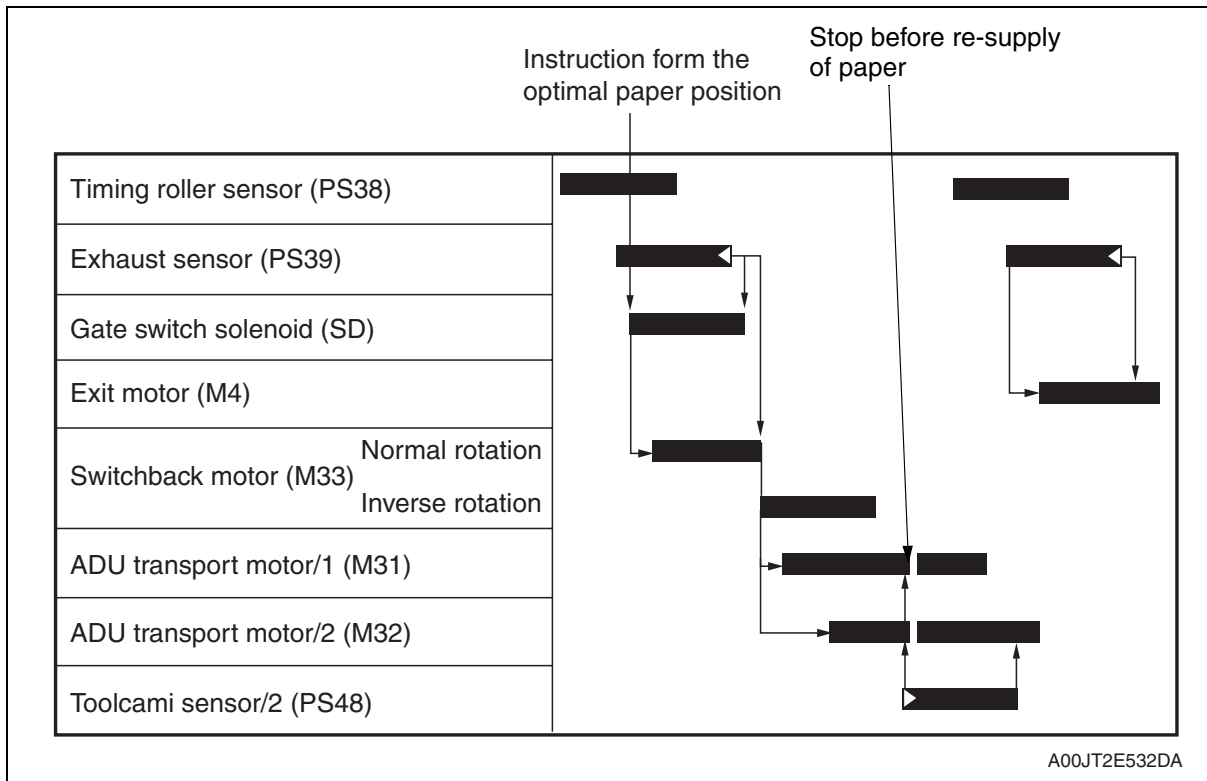 Instruction form the
optimal paper position
Stop before re-supply
of paper
Timing roller sensor (PS38)
Exhaust sensor (PS39)
Gate switch solenoid (SD)
Exit motor (M4)
Switchback motor (M33)
Normal rotation
Inverse rotation
ADU transport motor/1 (M31)
ADU transport motor/2 (M32)
Toolcami sensor/2 (PS48)
A00JT2E532DA